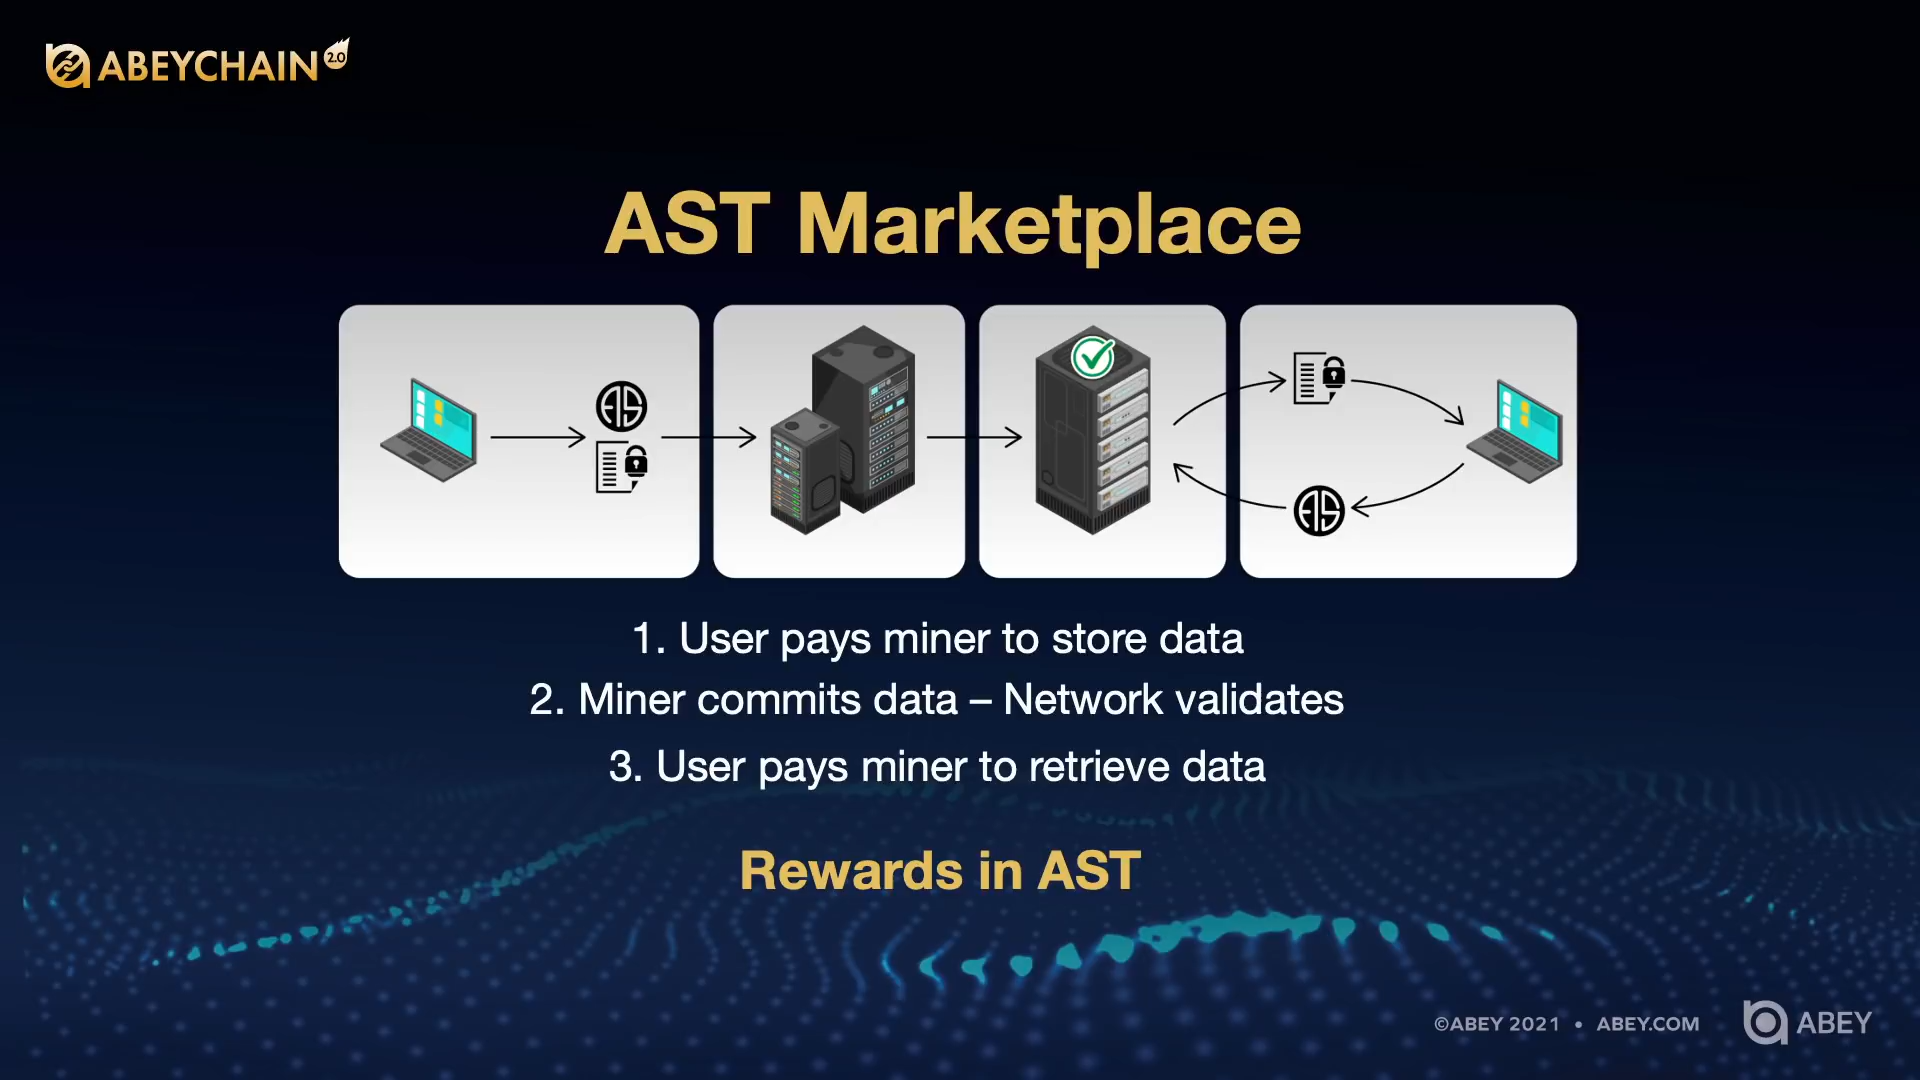 ABEYCHAIN 2.0
AST Marketplace
1. User pays miner to store data
2. Miner commits data – Network validates
3. User pays miner to retrieve data
Rewards in AST
©ABEY 2021 • ABEY.COM
ABEY